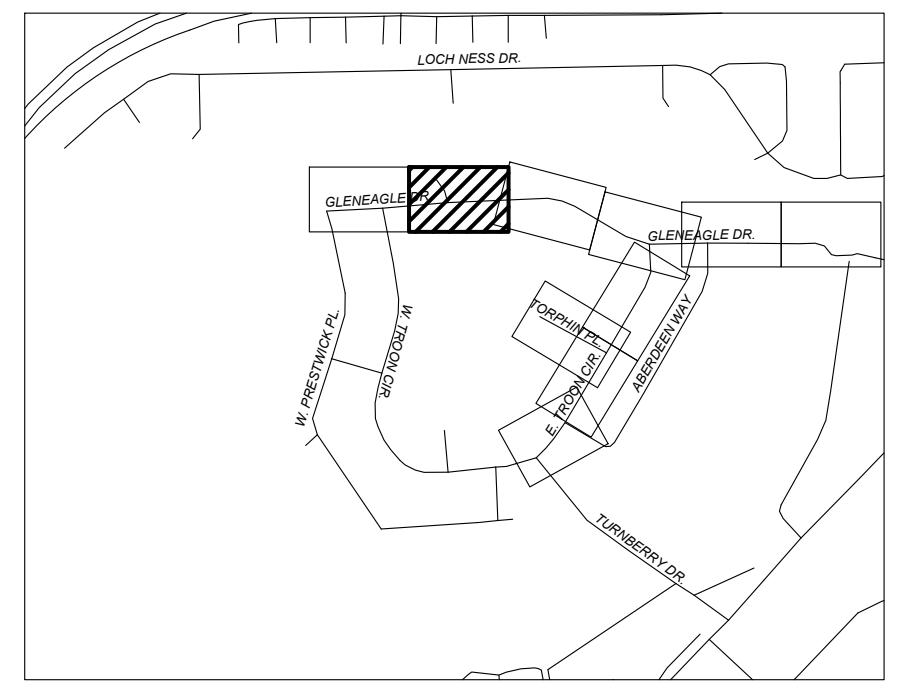 LOCH NESS DR.
GLENEAGLE DR.
GLENEAGLE DR.
W. PRESTWICK PL.
W. TROON CIR.
TORPHIN PL.
E. TROON CIR.
ABERDEEN WAY
TURNBERRY DR.